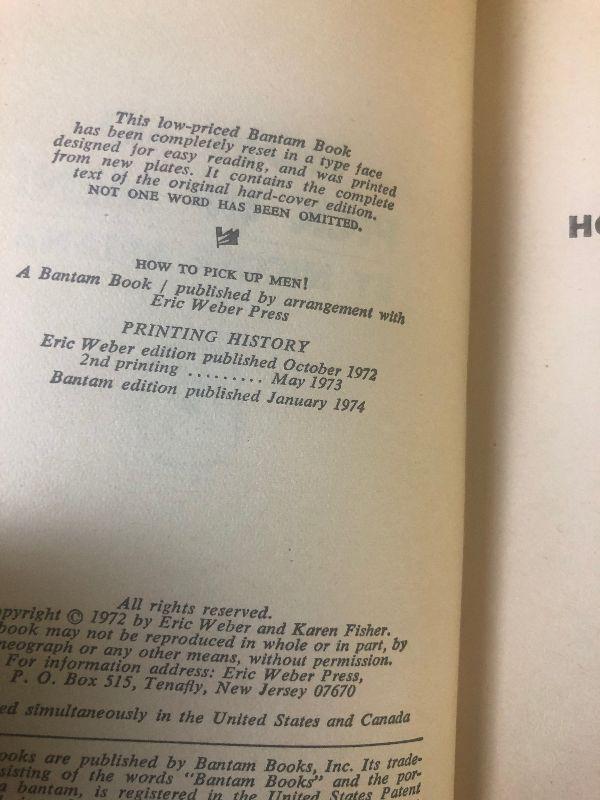 This low-priced Bantam Book
has been completely reset in a type face
designed for easy reading, and was printed
from new plates. It contains the complete
text of the original hard-cover edition.
NOT ONE WORD HAS BEEN OMITTED.
HOW TO PICK UP MEN!
A Bantam Book / published by arrangement with
Eric Weber Press
PRINTING HISTORY
Eric Weber edition published October 1972
2nd printing ......... May 1973
Bantam edition published January 1974
All rights reserved.
opyright © 1972 by Eric Weber and Karen Fisher.
book may not be reproduced in whole or in part, by
neograph or any other means, without permission.
For information address: Eric Weber Press,
P. O. Box 515, Tenafly, New Jersey 07670
ed simultaneously in the United States and Canada
ooks are published by Bantam Books, Inc. Its trade-
sisting of the words "Bantam Books" and the por-
a bantam, is registered in the United States Patent
HO